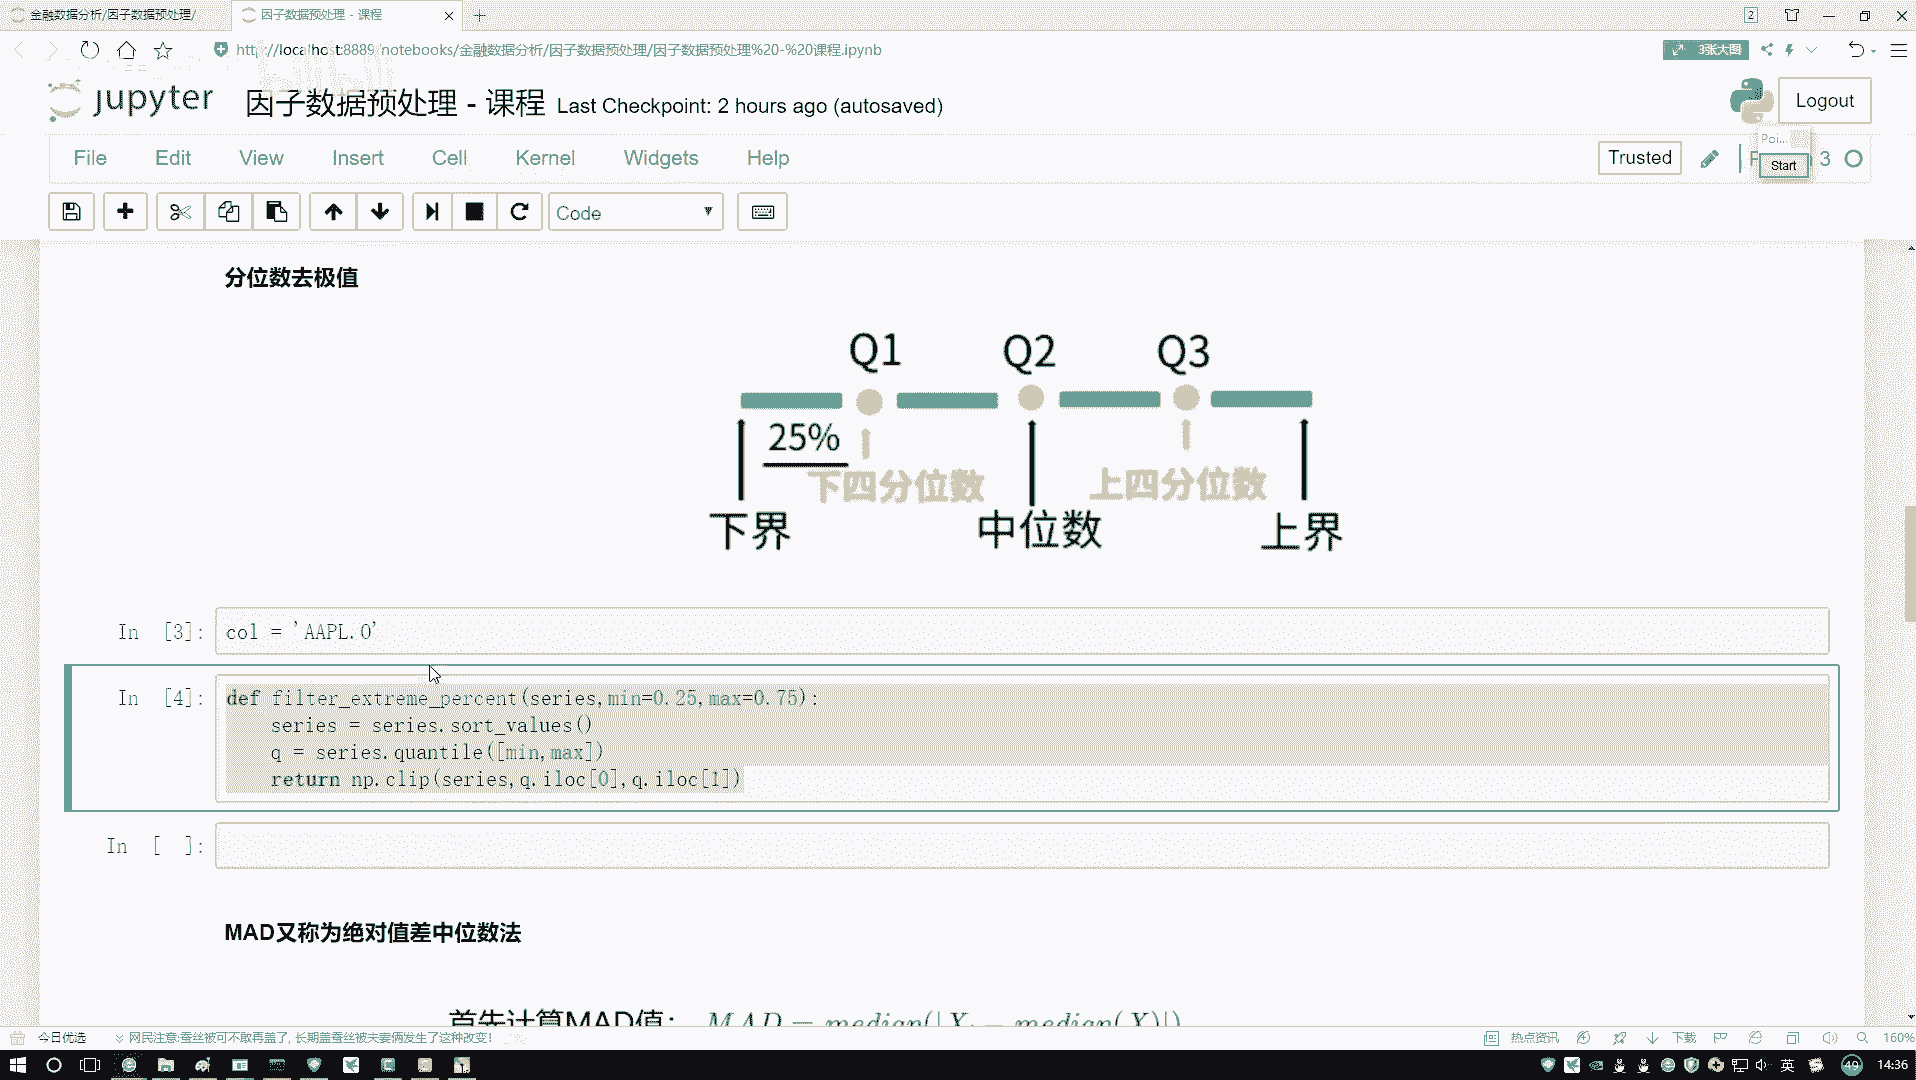 金融数据分析/因子数据预处理/
因子数据预处理 - 课程
2
http://localhost:8889/notebooks/金融数据分析/因子数据预处理/因子数据预处理%20-%20课程.ipynb
3张大图
jupyter
因子数据预处理 - 课程 Last Checkpoint: 2 hours ago (autosaved)
Logout
File Edit View Insert Cell Kernel Widgets Help
Trusted
3
Poi...
Start
Code
分位数去极值
Q1 Q2 Q3
25%
下四分位数 上四分位数
下界 中位数 上界
In [3]: col = 'AAPL.O'
In [4]: def filter_extreme_percent(series,min=0.25,max=0.75):
series = series.sort_values()
q = series.quantile([min,max])
return np.clip(series,q.iloc[0],q.iloc[1])
In [ ]:
MAD又称为绝对值差中位数法
首先计算MAD值： MAD = median(|Xi − median(X)|)
今日优选
网民注意:蚕丝被可不敢再盖了, 长期盖蚕丝被夫妻俩发生了这种改变!
热点资讯
下载
160%
英
49
14:36